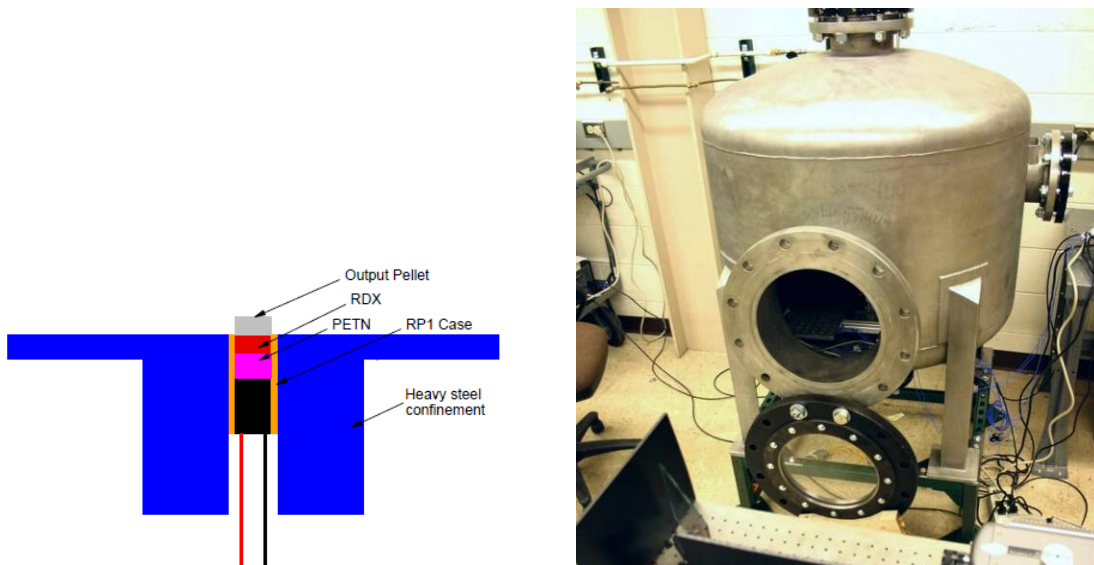 Output Pellet
RDX
PETN
RP1 Case
Heavy steel
confinement